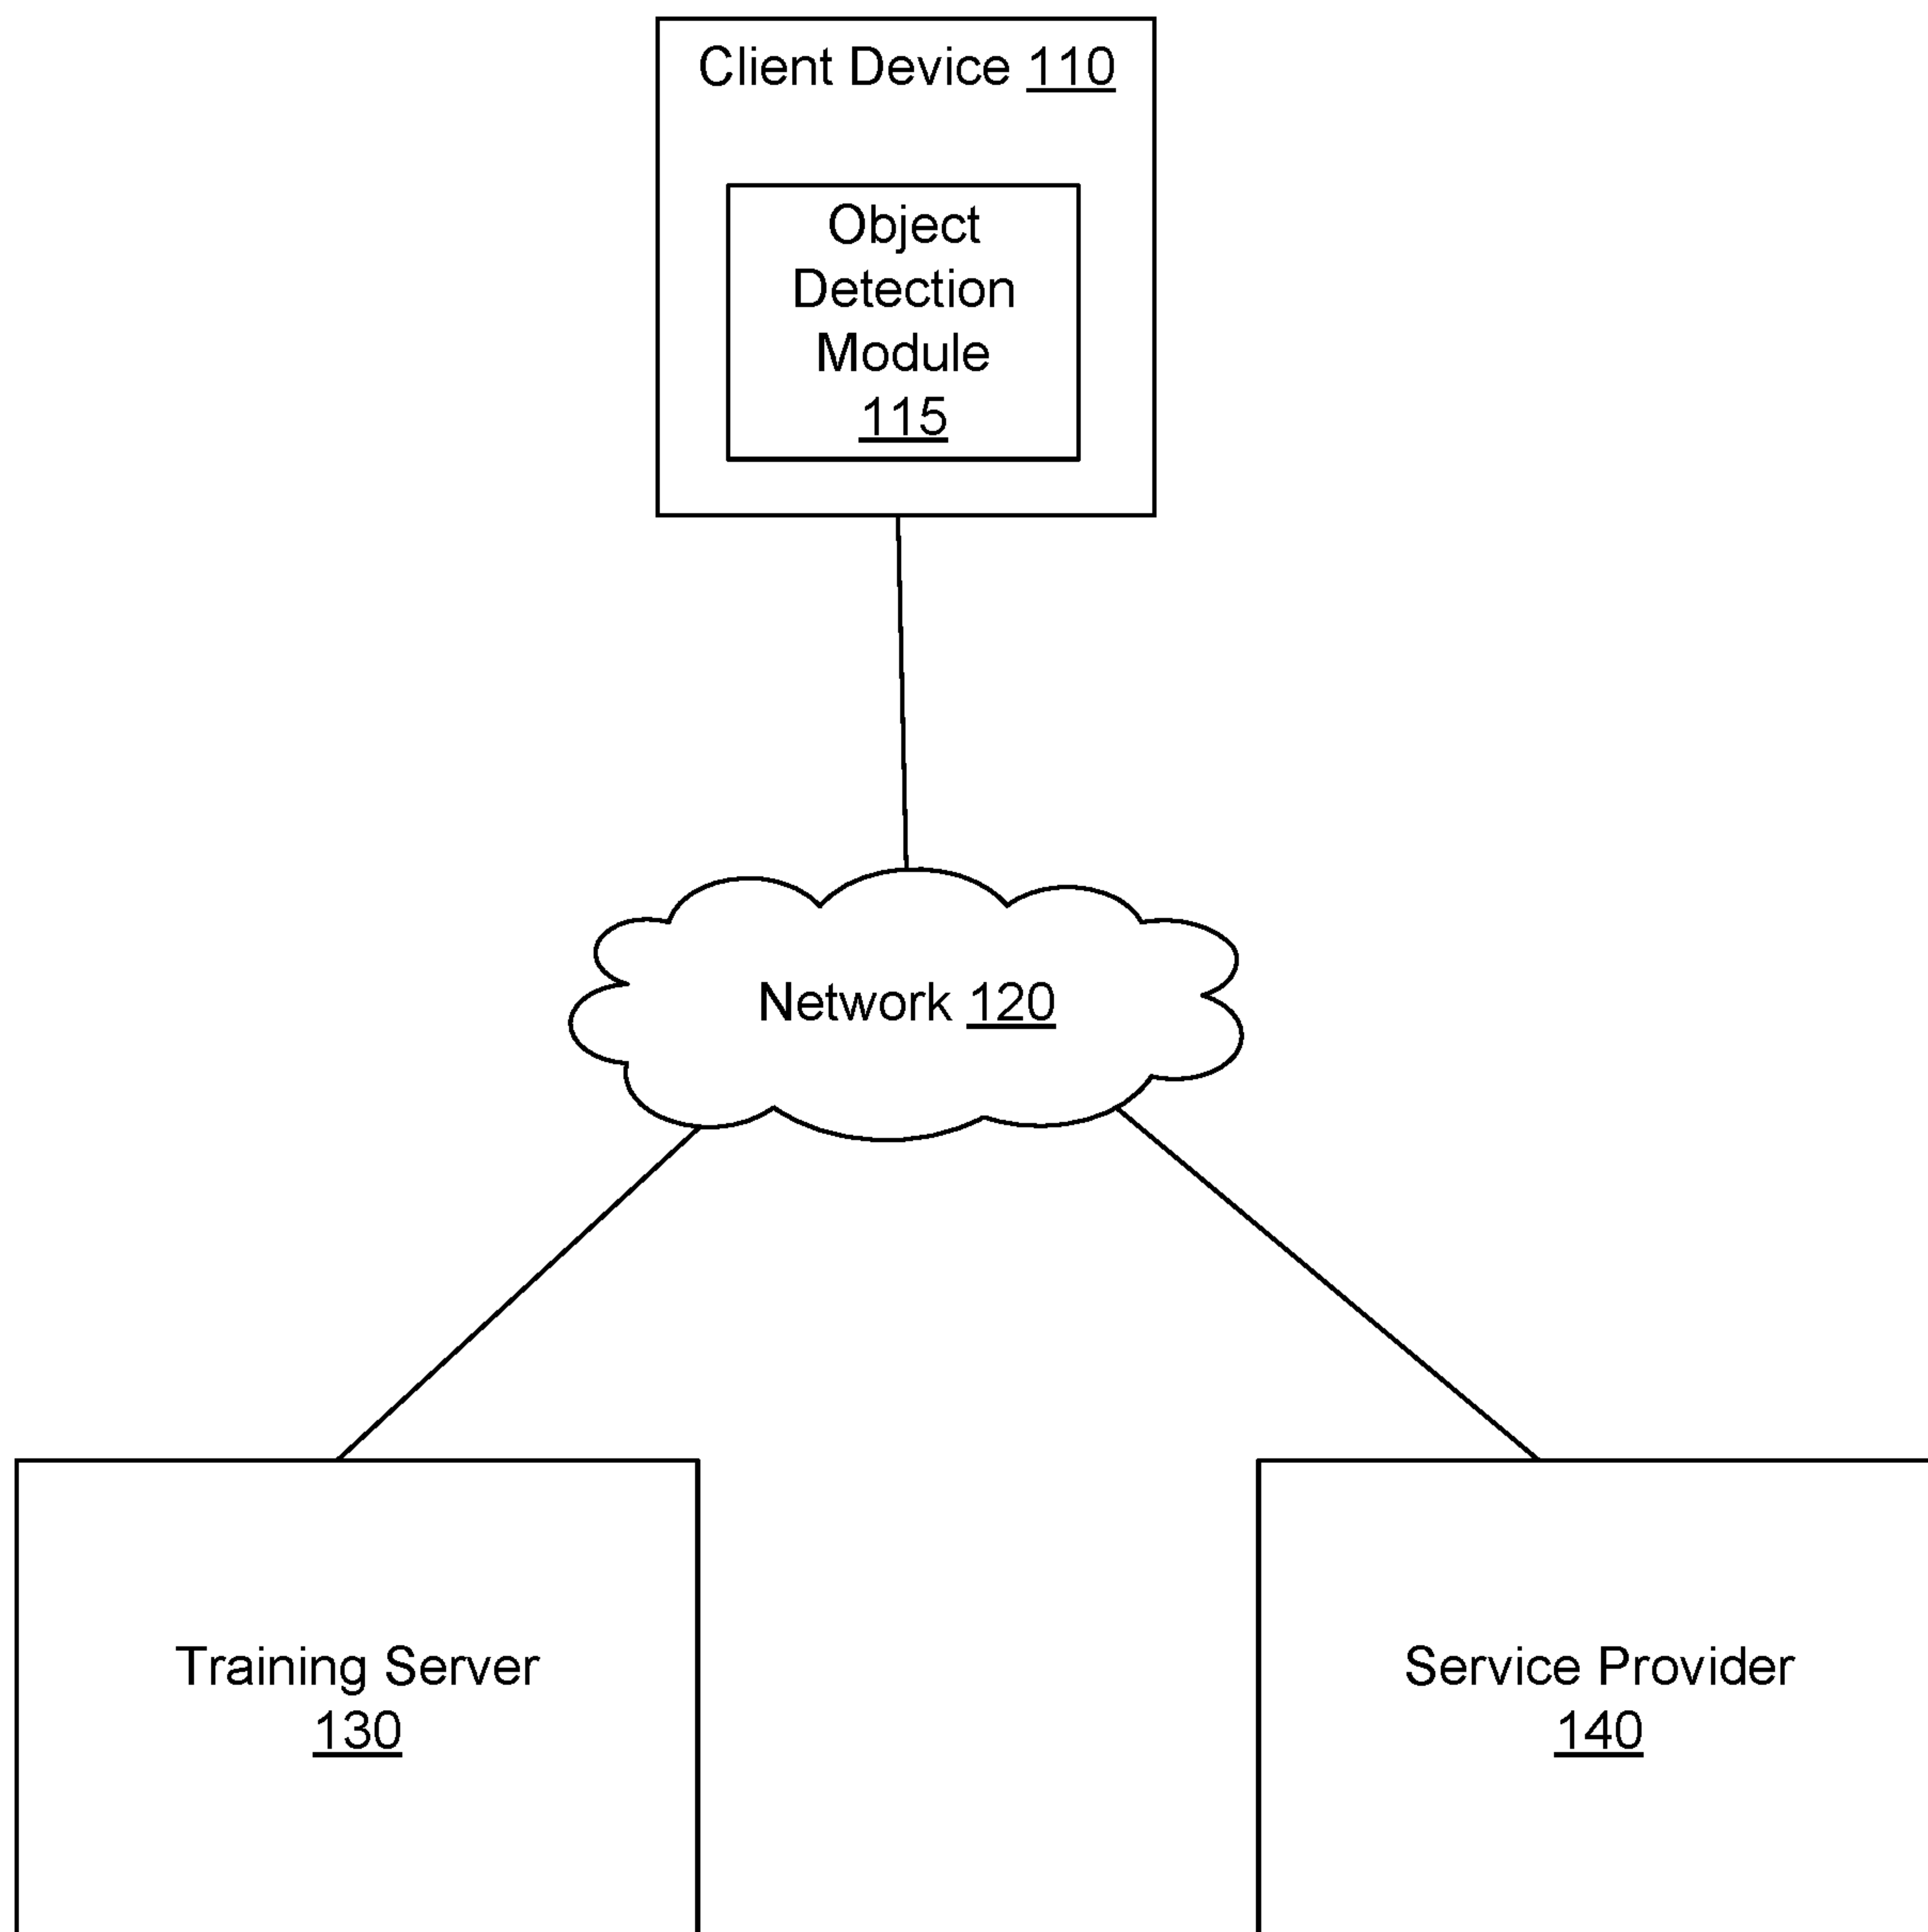 Client Device 110
Object
Detection
Module
115
Network 120
Training Server
130
Service Provider
140